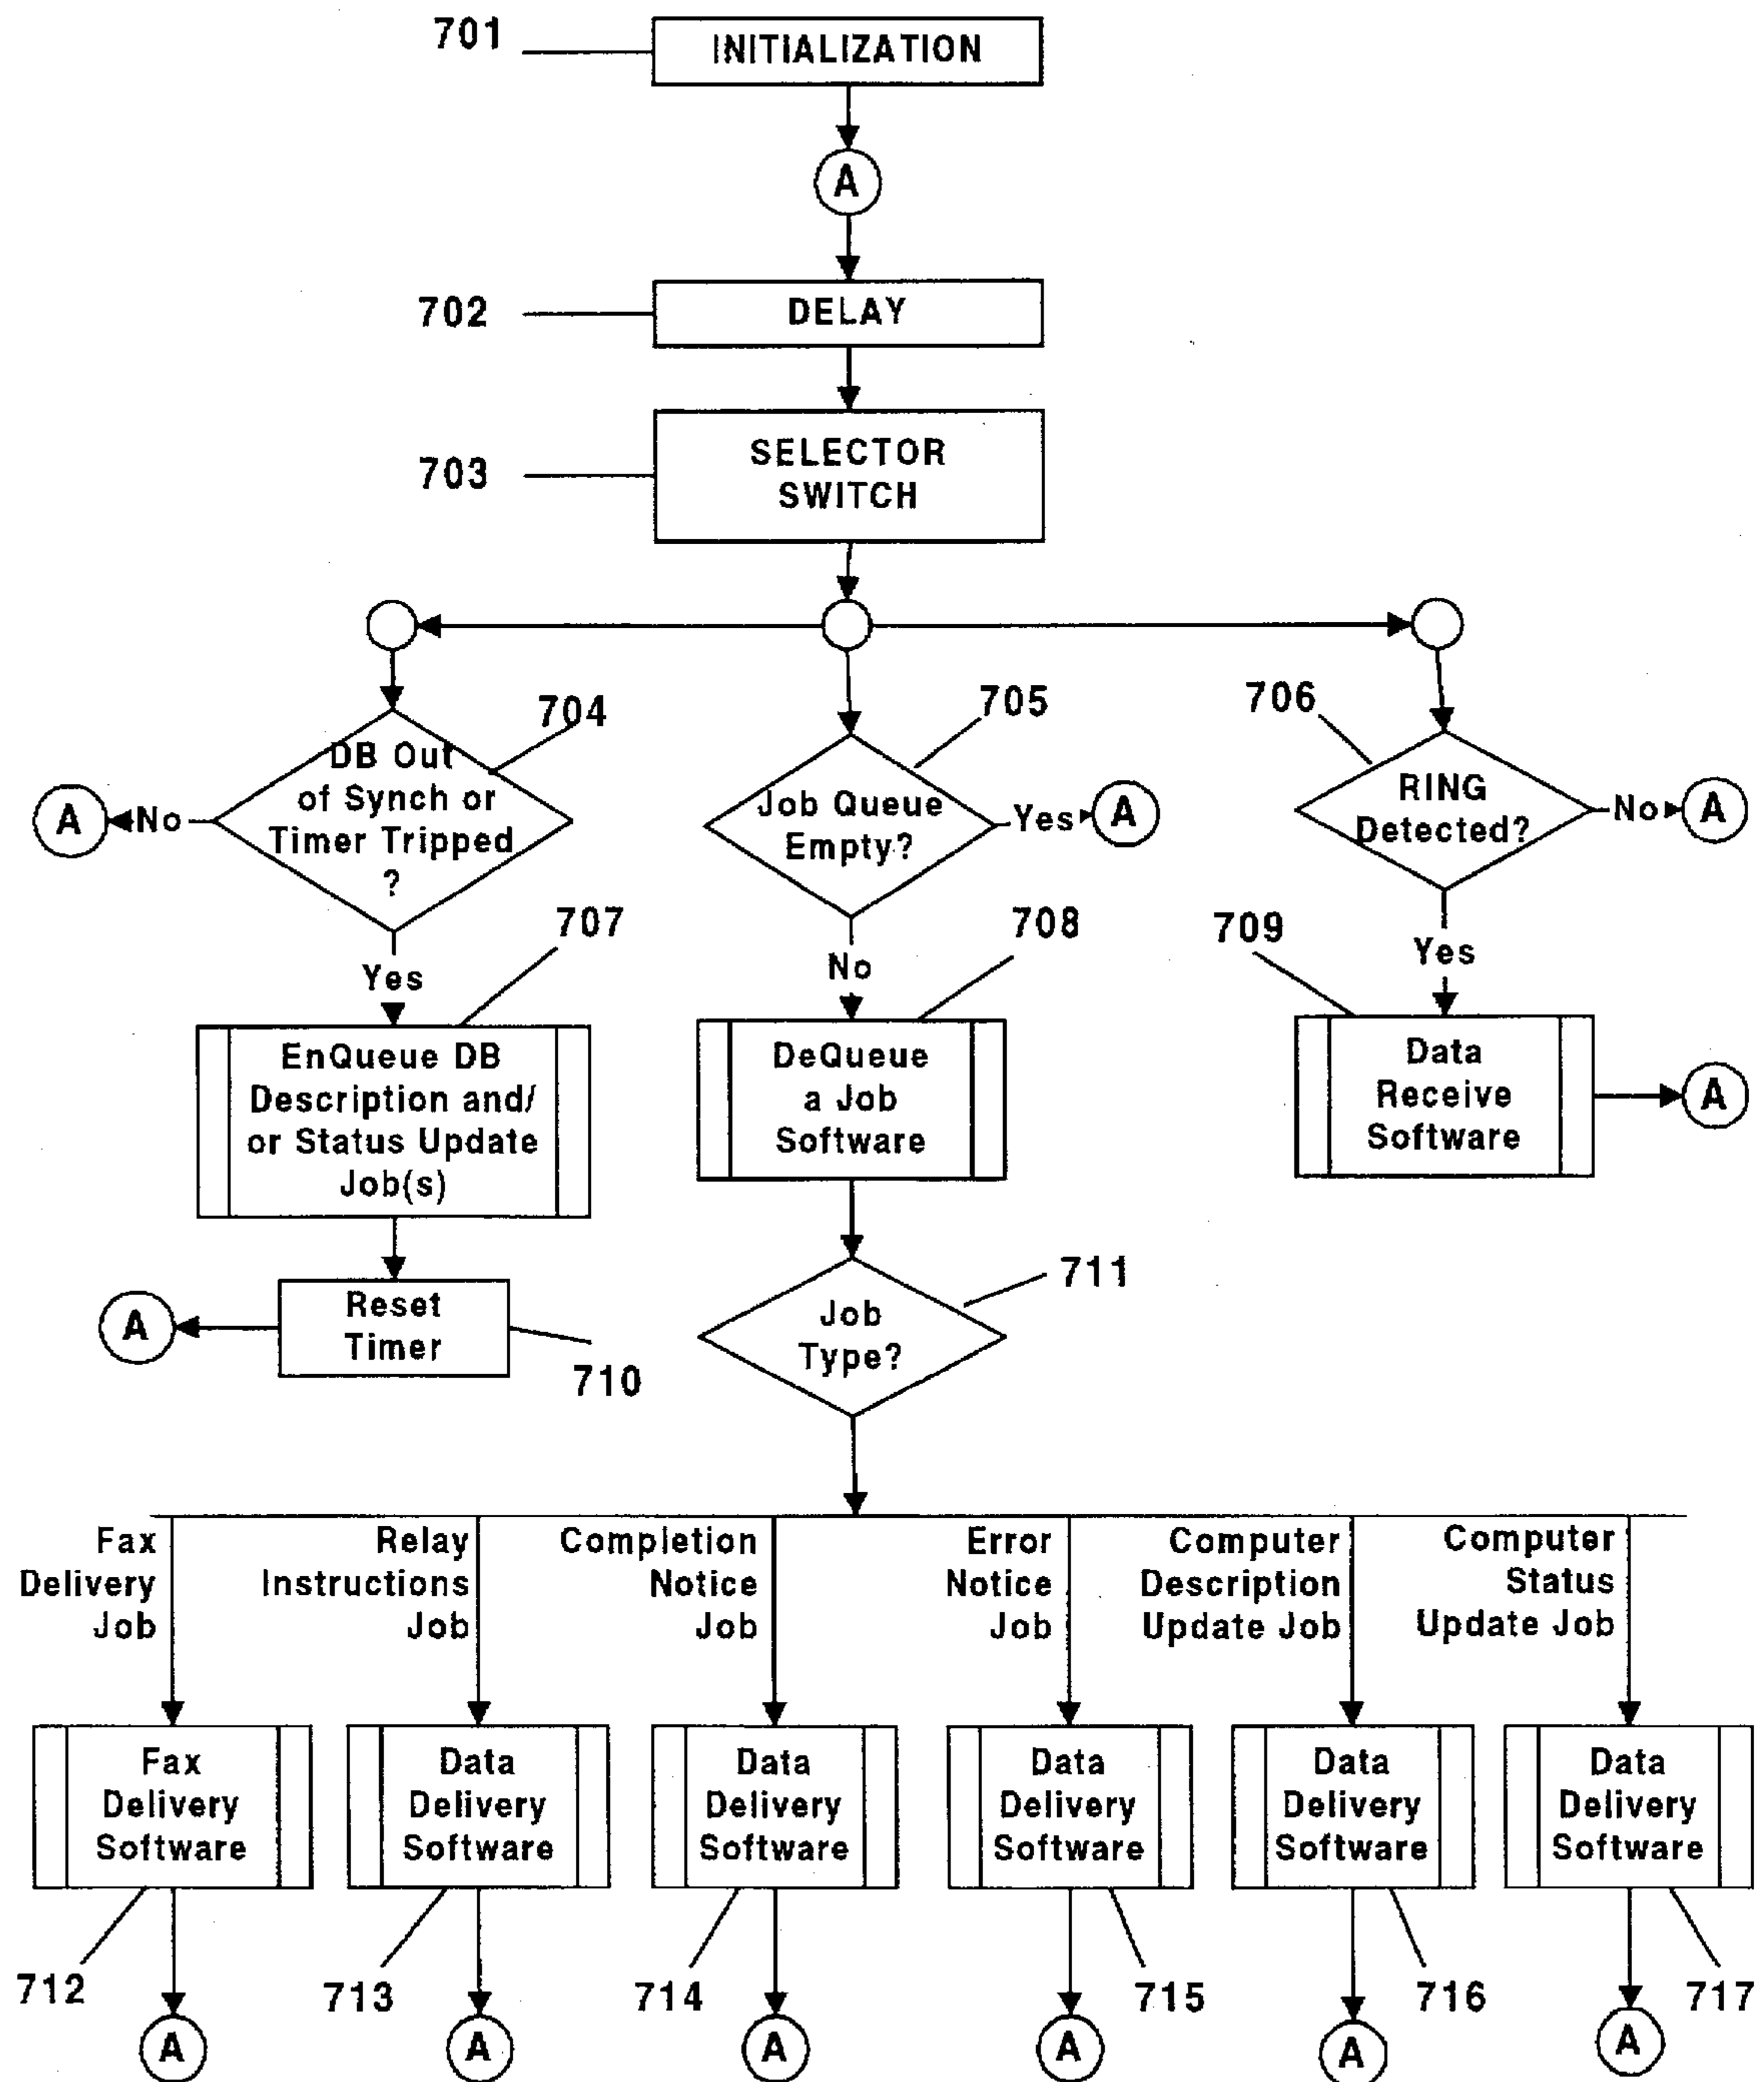 701
INITIALIZATION
A
702
DELAY
703
SELECTOR
SWITCH
704
DB Out
of Synch or
Timer Tripped
?
No
A
705
Job Queue
Empty?
Yes
A
706
RING
Detected?
No
A
Yes
707
EnQueue DB
Description and/
or Status Update
Job(s)
No
708
DeQueue
a Job
Software
Yes
709
Data
Receive
Software
A
Reset
Timer
710
A
711
Job
Type?
Fax
Delivery
Job
Relay
Instructions
Job
Completion
Notice
Job
Error
Notice
Job
Computer
Description
Update Job
Computer
Status
Update Job
Fax
Delivery
Software
Data
Delivery
Software
Data
Delivery
Software
Data
Delivery
Software
Data
Delivery
Software
Data
Delivery
Software
712
713
714
715
716
717
A
A
A
A
A
A